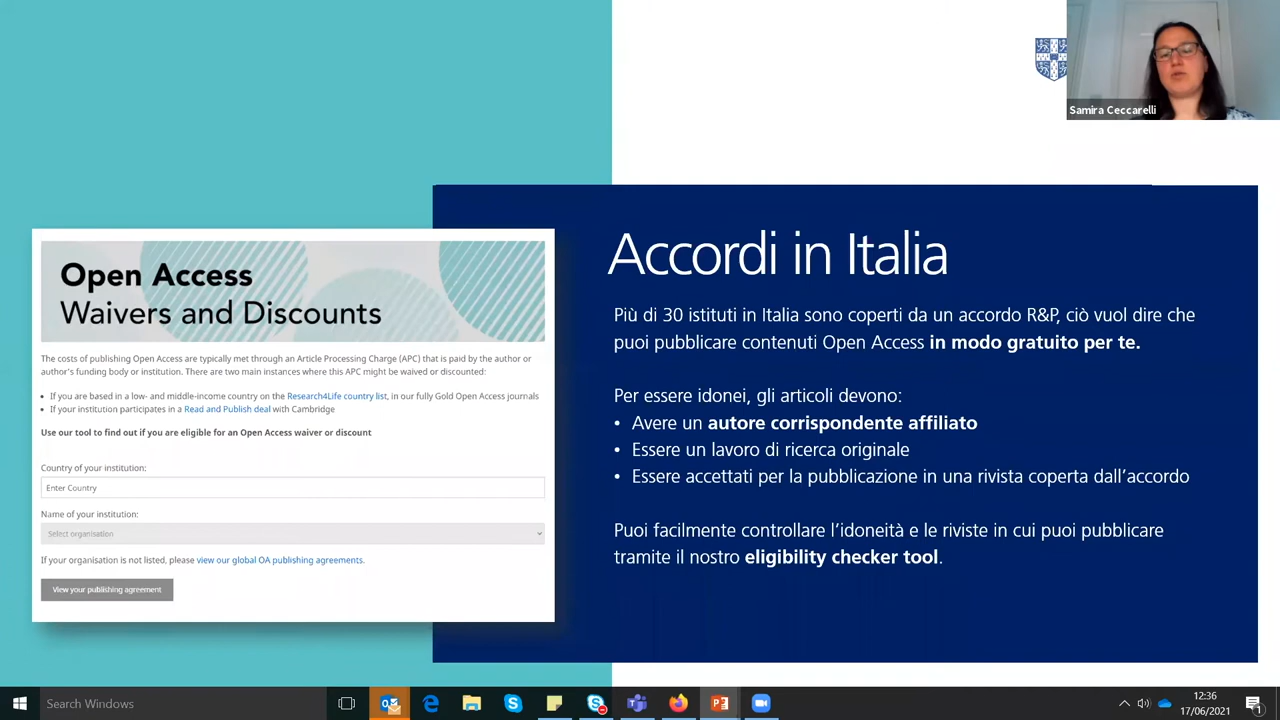 Samira Ceccarelli
Open Access
Waivers and Discounts
The costs of publishing Open Access are typically met through an Article Processing Charge (APC) that is paid by the author or
author's funding body or institution. There are two main instances where this APC might be waived or discounted:
• If you are based in a low- and middle-income country on the Research4Life country list, in our fully Gold Open Access journals
• If your institution participates in a Read and Publish deal with Cambridge
Use our tool to find out if you are eligible for an Open Access waiver or discount
Country of your institution:
Enter Country
Name of your institution:
Select organisation
If your organisation is not listed, please view our global OA publishing agreements.
View your publishing agreement
Accordi in Italia
Più di 30 istituti in Italia sono coperti da un accordo R&P, ciò vuol dire che
puoi pubblicare contenuti Open Access in modo gratuito per te.
Per essere idonei, gli articoli devono:
• Avere un autore corrispondente affiliato
• Essere un lavoro di ricerca originale
• Essere accettati per la pubblicazione in una rivista coperta dall'accordo
Puoi facilmente controllare l'idoneità e le riviste in cui puoi pubblicare
tramite il nostro eligibility checker tool.
Search Windows
12:36
17/06/2021